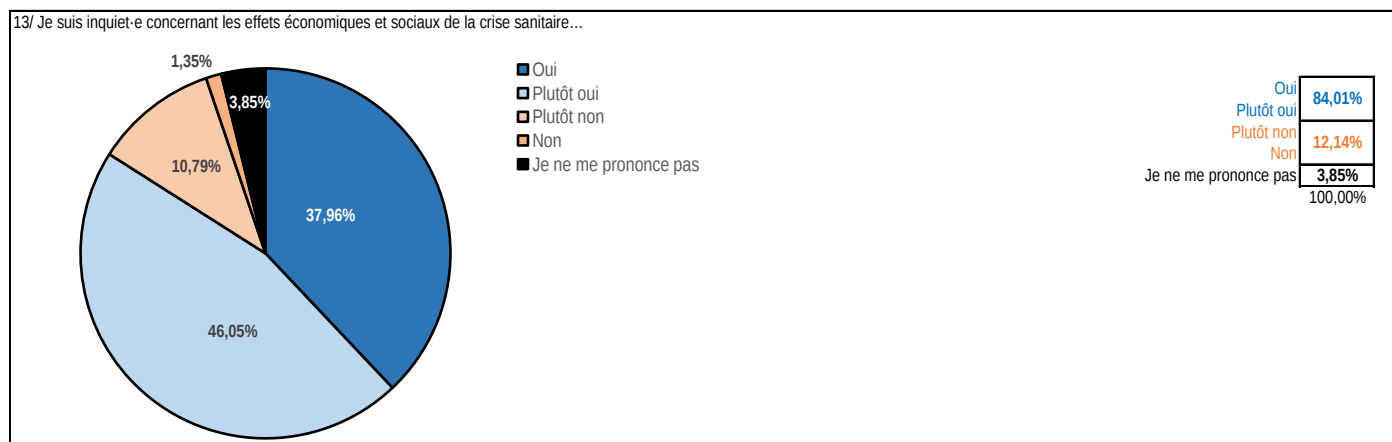 13/ Je suis inquiet·e concernant les effets économiques et sociaux de la crise sanitaire…
1,35%
3,85%
10,79%
37,96%
46,05%
Oui
Plutôt oui
Plutôt non
Non
Je ne me prononce pas
Oui
84,01%
Plutôt oui
Plutôt non
12,14%
Non
Je ne me prononce pas 3,85%
100,00%